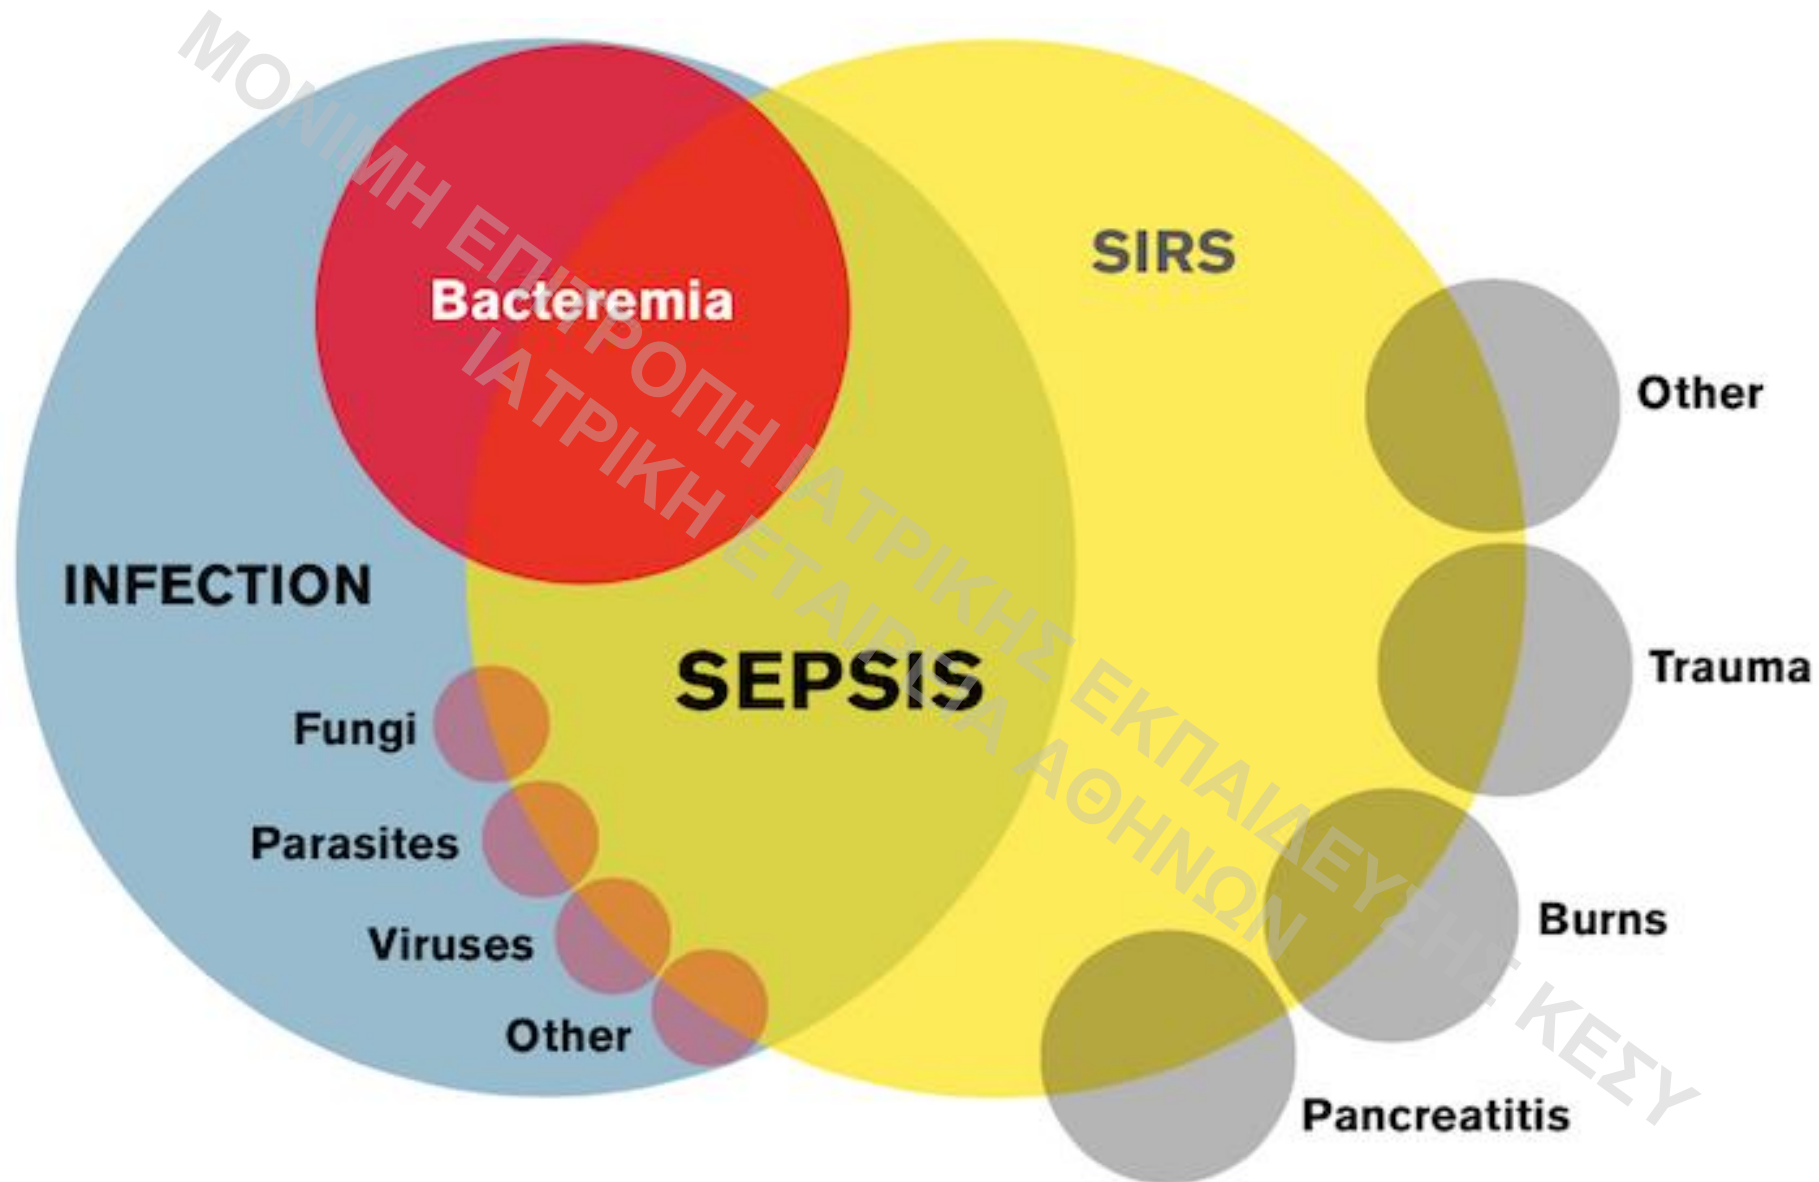 ΜΟΝΙΜΗ ΕΠΙΤΡΟΠΗ ΙΑΤΡΙΚΗΣ ΕΚΠΑΙΔΕΥΣΗΣ ΚΕΣΥ
ΙΑΤΡΙΚΗ ΕΤΑΙΡΕΙΑ ΑΘΗΝΩΝ
SIRS
Bacteremia
Other
INFECTION
SEPSIS
Trauma
Fungi
Parasites
Viruses
Burns
Other
Pancreatitis